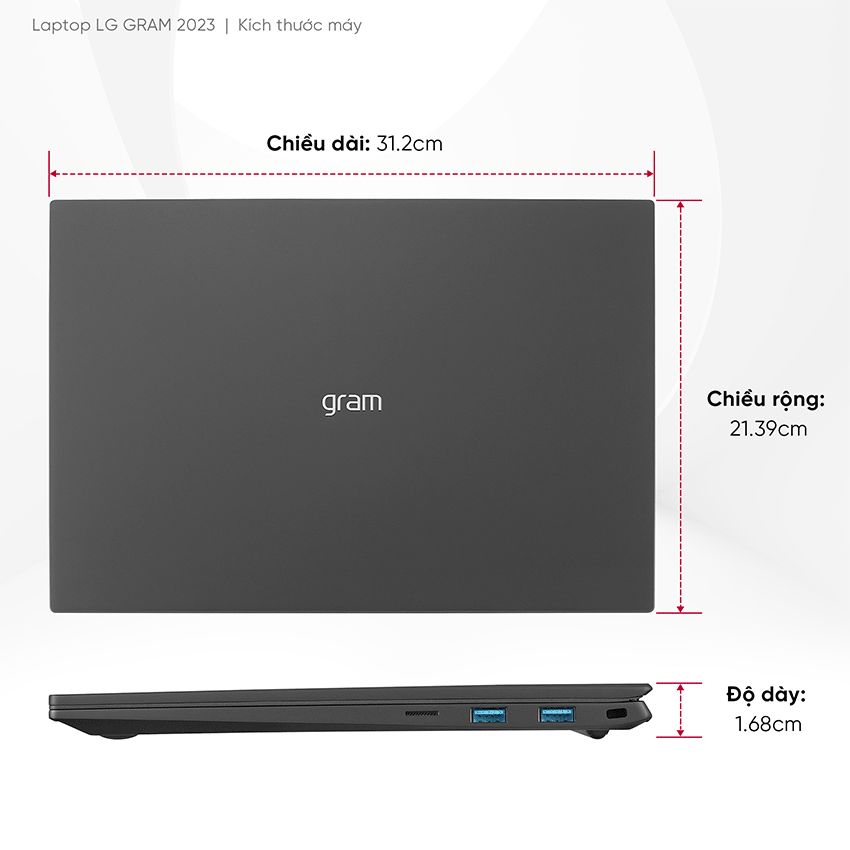 Laptop LG GRAM 2023 | Kích thước máy
Chiều dài: 31.2cm
gram
Chiều rộng:
21.39cm
Độ dày:
1.68cm